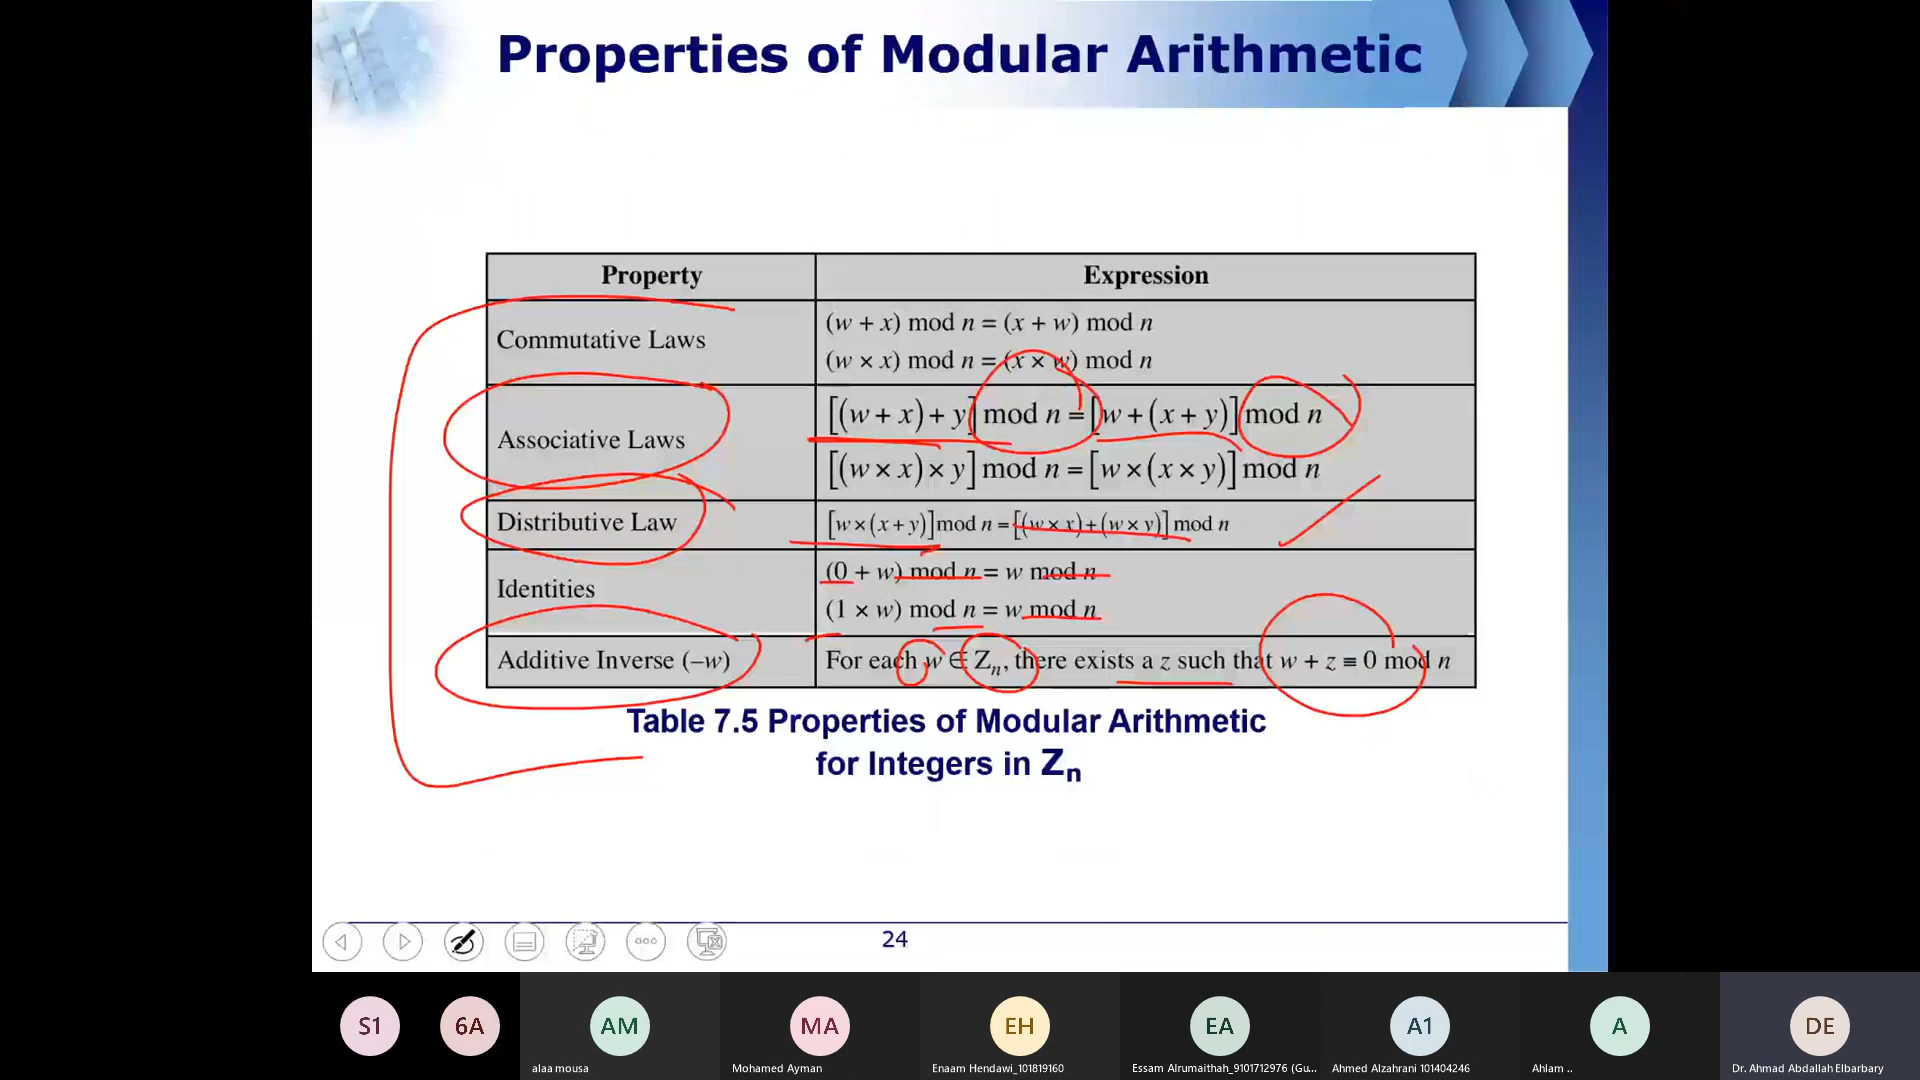 Properties of Modular Arithmetic
Property Expression
Commutative Laws
(w + x) mod n = (x + w) mod n
(w × x) mod n = (x × w) mod n
Associative Laws
[(w + x) + y] mod n = [w + (x + y)] mod n
[(w × x) × y] mod n = [w × (x × y)] mod n
Distributive Law
[w × (x + y)] mod n = [(w × x) + (w × y)] mod n
Identities
(0 + w) mod n = w mod n
(1 × w) mod n = w mod n
Additive Inverse (–w)
For each w ∈ Zn, there exists a z such that w + z ≡ 0 mod n
Table 7.5 Properties of Modular Arithmetic
for Integers in Zn
24
S1 6A AM MA EH EA A1 A DE
alaa mousa Mohamed Ayman Enaam Hendawi_101819160 Essam Alrumaithah_9101712976 (Gu... Ahmed Alzahrani 101404246 Ahlam .. Dr. Ahmad Abdallah Elbarbary